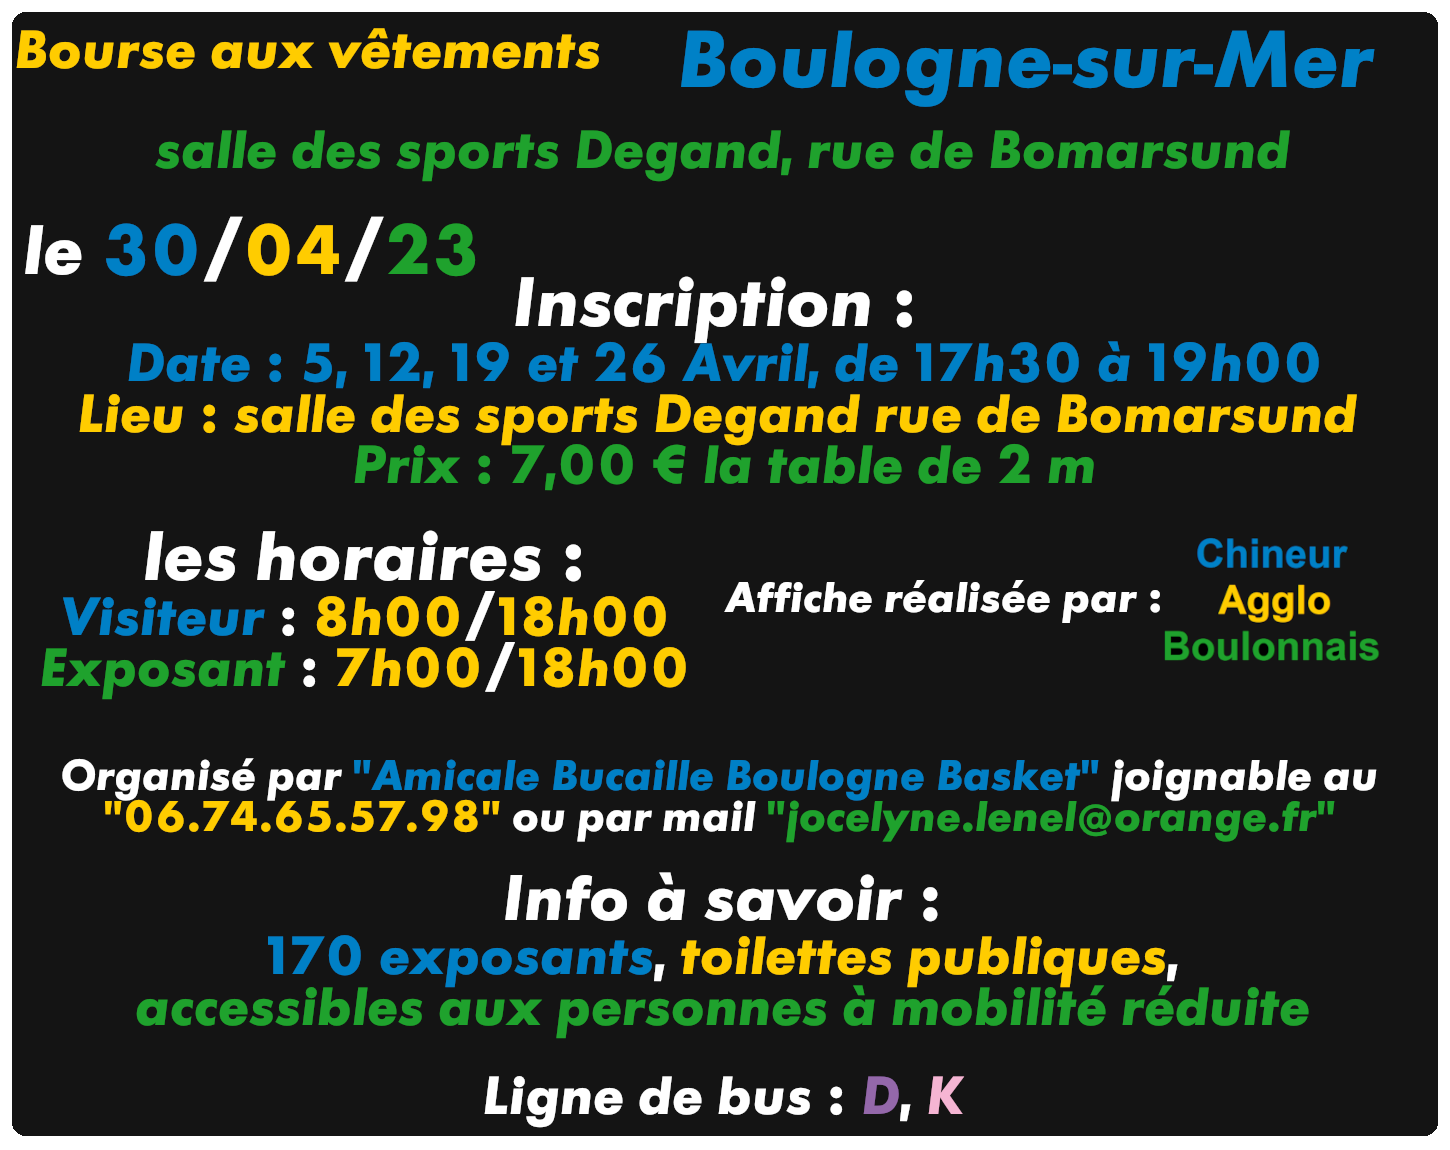 Bourse aux vêtements
Boulogne-sur-Mer
salle des sports Degand, rue de Bomarsund
le 30/04/23
Inscription :
Date : 5, 12, 19 et 26 Avril, de 17h30 à 19h00
Lieu : salle des sports Degand rue de Bomarsund
Prix : 7,00 € la table de 2 m
les horaires :
Visiteur : 8h00/18h00
Exposant : 7h00/18h00
Affiche réalisée par :
Chineur
Agglo
Boulonnais
Organisé par "Amicale Bucaille Boulogne Basket" joignable au
"06.74.65.57.98" ou par mail "jocelyne.lenel@orange.fr"
Info à savoir :
170 exposants, toilettes publiques,
accessibles aux personnes à mobilité réduite
Ligne de bus : D, K